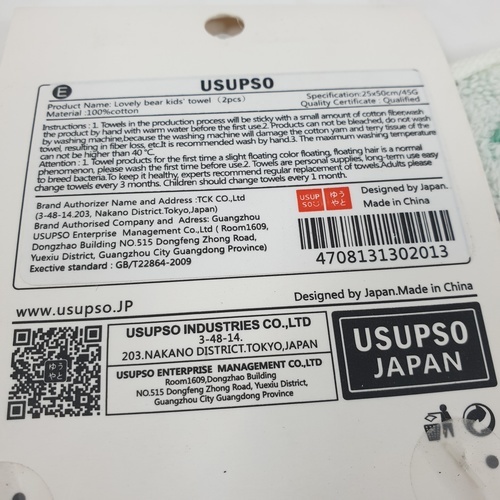 E
USUPSO
Product Name: Lovely bear kids' towel (2pcs)
Specification:25x50cm/45G
Material :100%cotton
Quality Certificate : Qualified
Instructions : 1. Towels in the production process will be sticky with a small amount of cotton fiberwash
the product by hand with warm water before the first use.2. Products can not be bleached, do not wash
by washing machine,because the washing machine will damage the cotton yarn and terry tissue of the
towel, resulting in fiber loss, etc.It is recommended wash by hand.3. The maximum washing temperature
can not be higher than 40 °C.
Attention : 1. Towel products for the first time a slight floating color floating, floating hair is a normal
phenomenon, please wash the first time before use.2. Towels are personal supplies, long-term use easy
to breed bacteria.To keep it healthy, experts recommend regular replacement of towels.Adults please
change towels every 3 months. Children should change towels every 1 month.
Brand Authorizer Name and Address :TCK CO.,Ltd
(3-48-14.203, Nakano District.Tokyo,Japan)
Brand Authorised Company and Adress: Guangzhou
USUPSO Enterprise Management Co.,Ltd ( Room1609,
Dongzhao Building NO.515 Dongfeng Zhong Road,
Yuexiu District, Guangzhou City Guangdong Province)
Exective standard : GB/T22864-2009
USUP
SO
ゆう
やど
Designed by Japan.
Made in China
4708131302013
www.usupso.JP
Designed by Japan.Made in China
USUPSO INDUSTRIES CO.,LTD
3-48-14.
203.NAKANO DISTRICT.TOKYO,JAPAN
USUPSO ENTERPRISE MANAGEMENT CO.,LTD
Room1609,Dongzhao Building
NO.515 Dongfeng Zhong Road, Yuexiu District,
Guangzhou City Guangdong Province
USUPSO
JAPAN